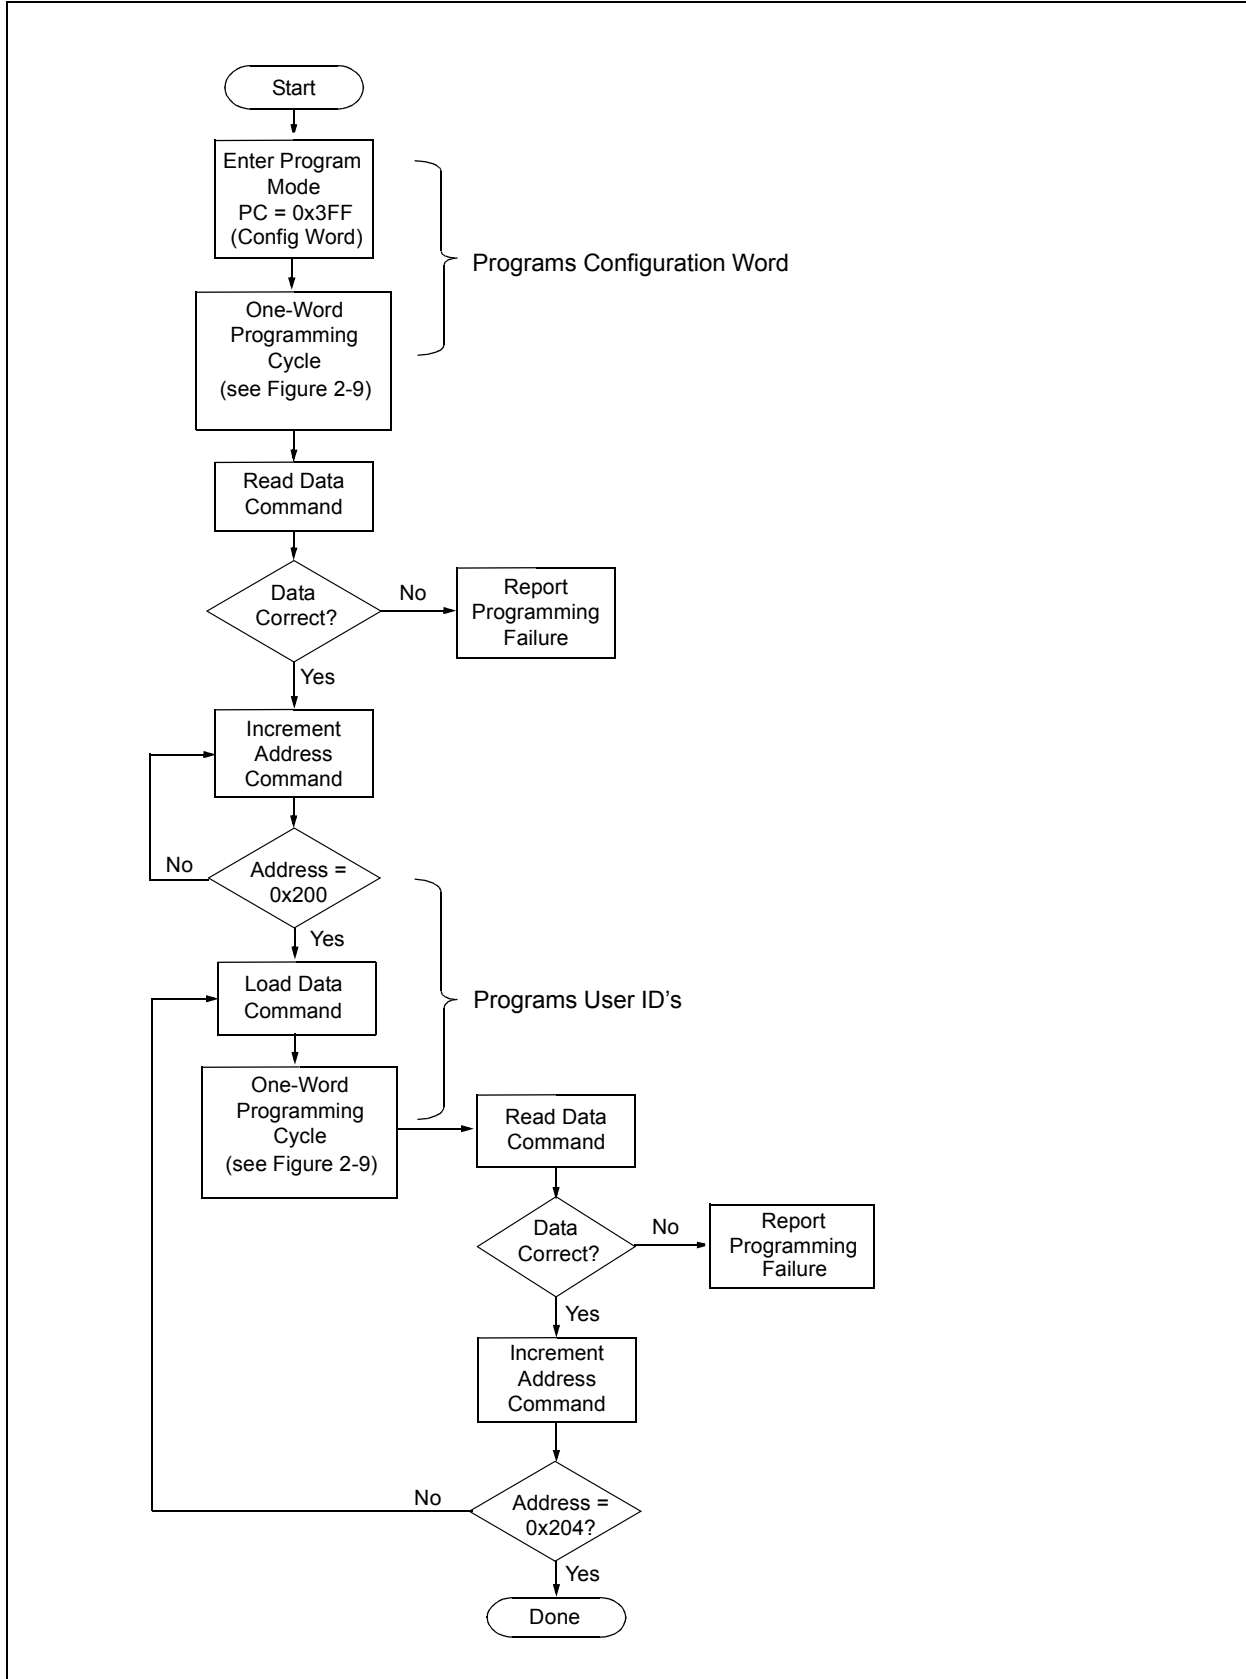 Start
Enter Program
Mode
PC = 0x3FF
(Config Word)
Programs Configuration Word
One-Word
Programming
Cycle
(see Figure 2-9)
Read Data
Command
Data
Correct?
No
Report
Programming
Failure
Yes
Increment
Address
Command
No
Address =
0x200
Yes
Load Data
Command
Programs User ID's
One-Word
Programming
Cycle
(see Figure 2-9)
Read Data
Command
Data
Correct?
No
Report
Programming
Failure
Yes
Increment
Address
Command
No
Address =
0x204?
Yes
Done